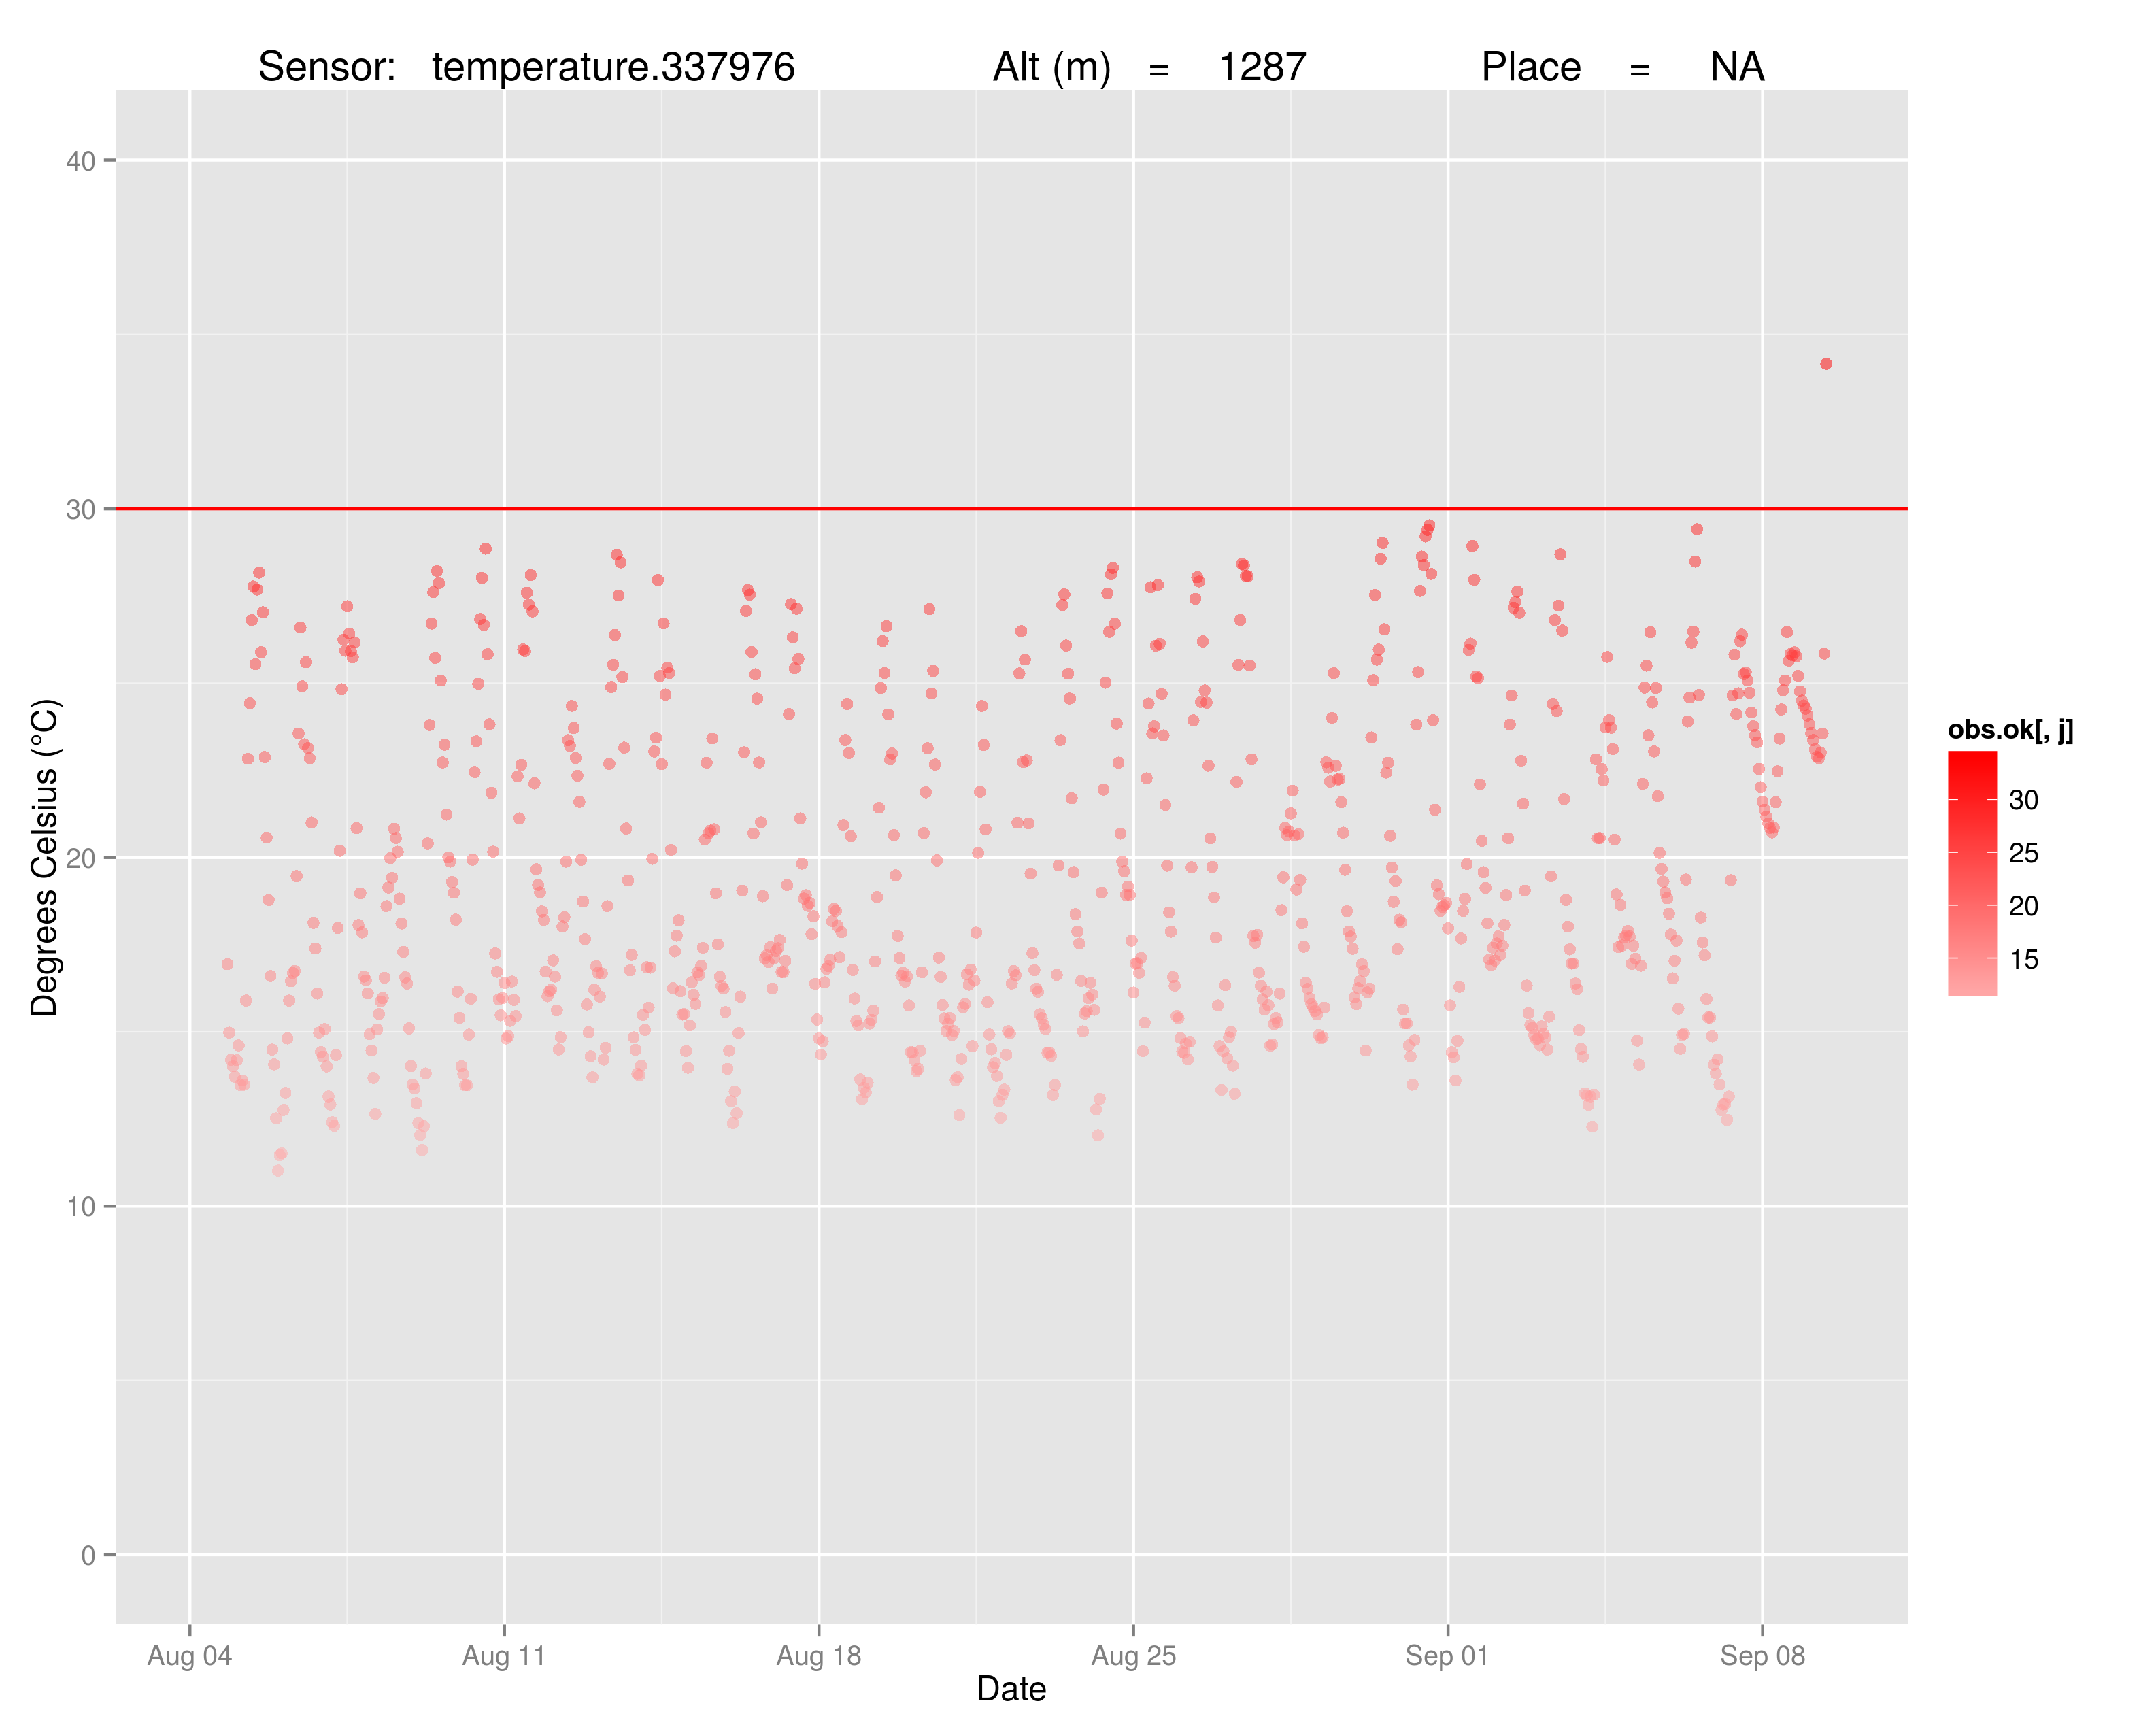 Sensor: temperature.337976 Alt (m) = 1287 Place = NA
40
30
20
10
0
Degrees Celsius (°C)
Aug 04 Aug 11 Aug 18 Aug 25 Sep 01 Sep 08
Date
obs.ok[, j]
30
25
20
15